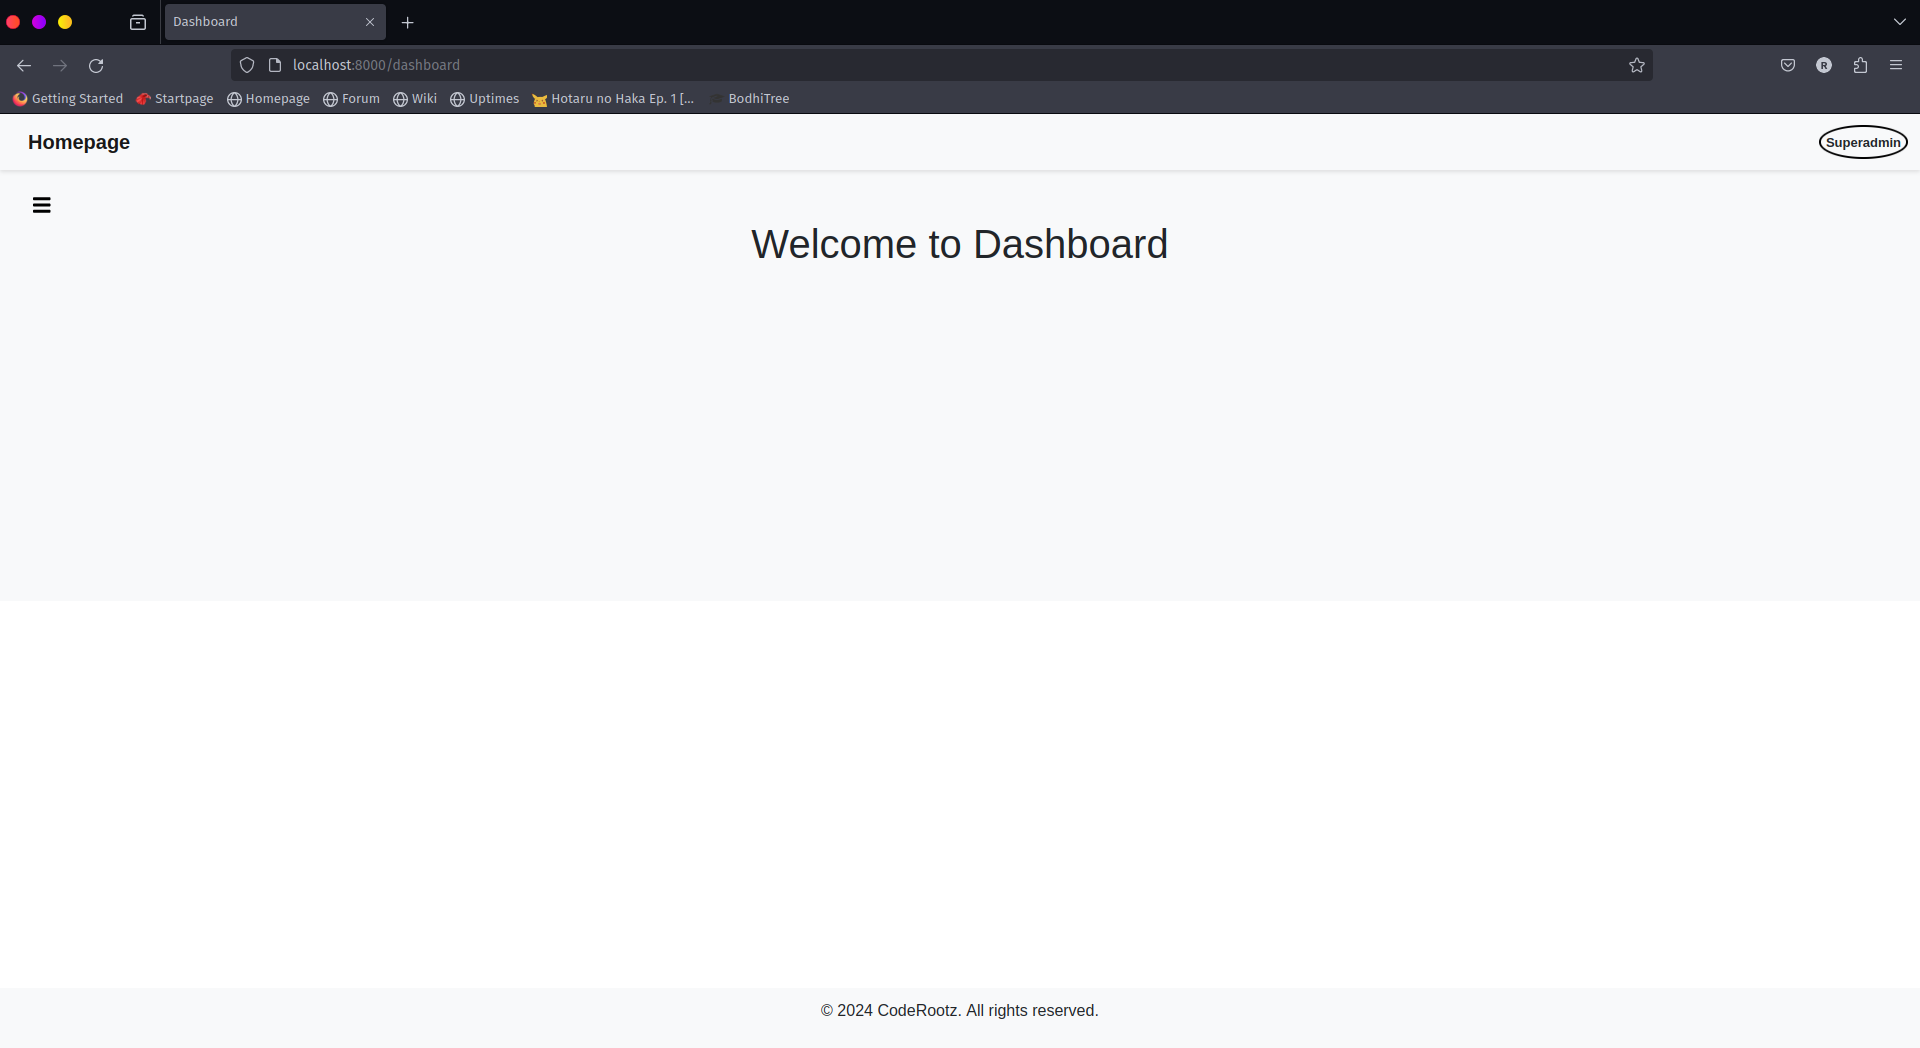 Dashboard
localhost:8000/dashboard
R
Getting Started Startpage Homepage Forum Wiki Uptimes Hotaru no Haka Ep. 1 [... BodhiTree
Homepage Superadmin
Welcome to Dashboard
© 2024 CodeRootz. All rights reserved.